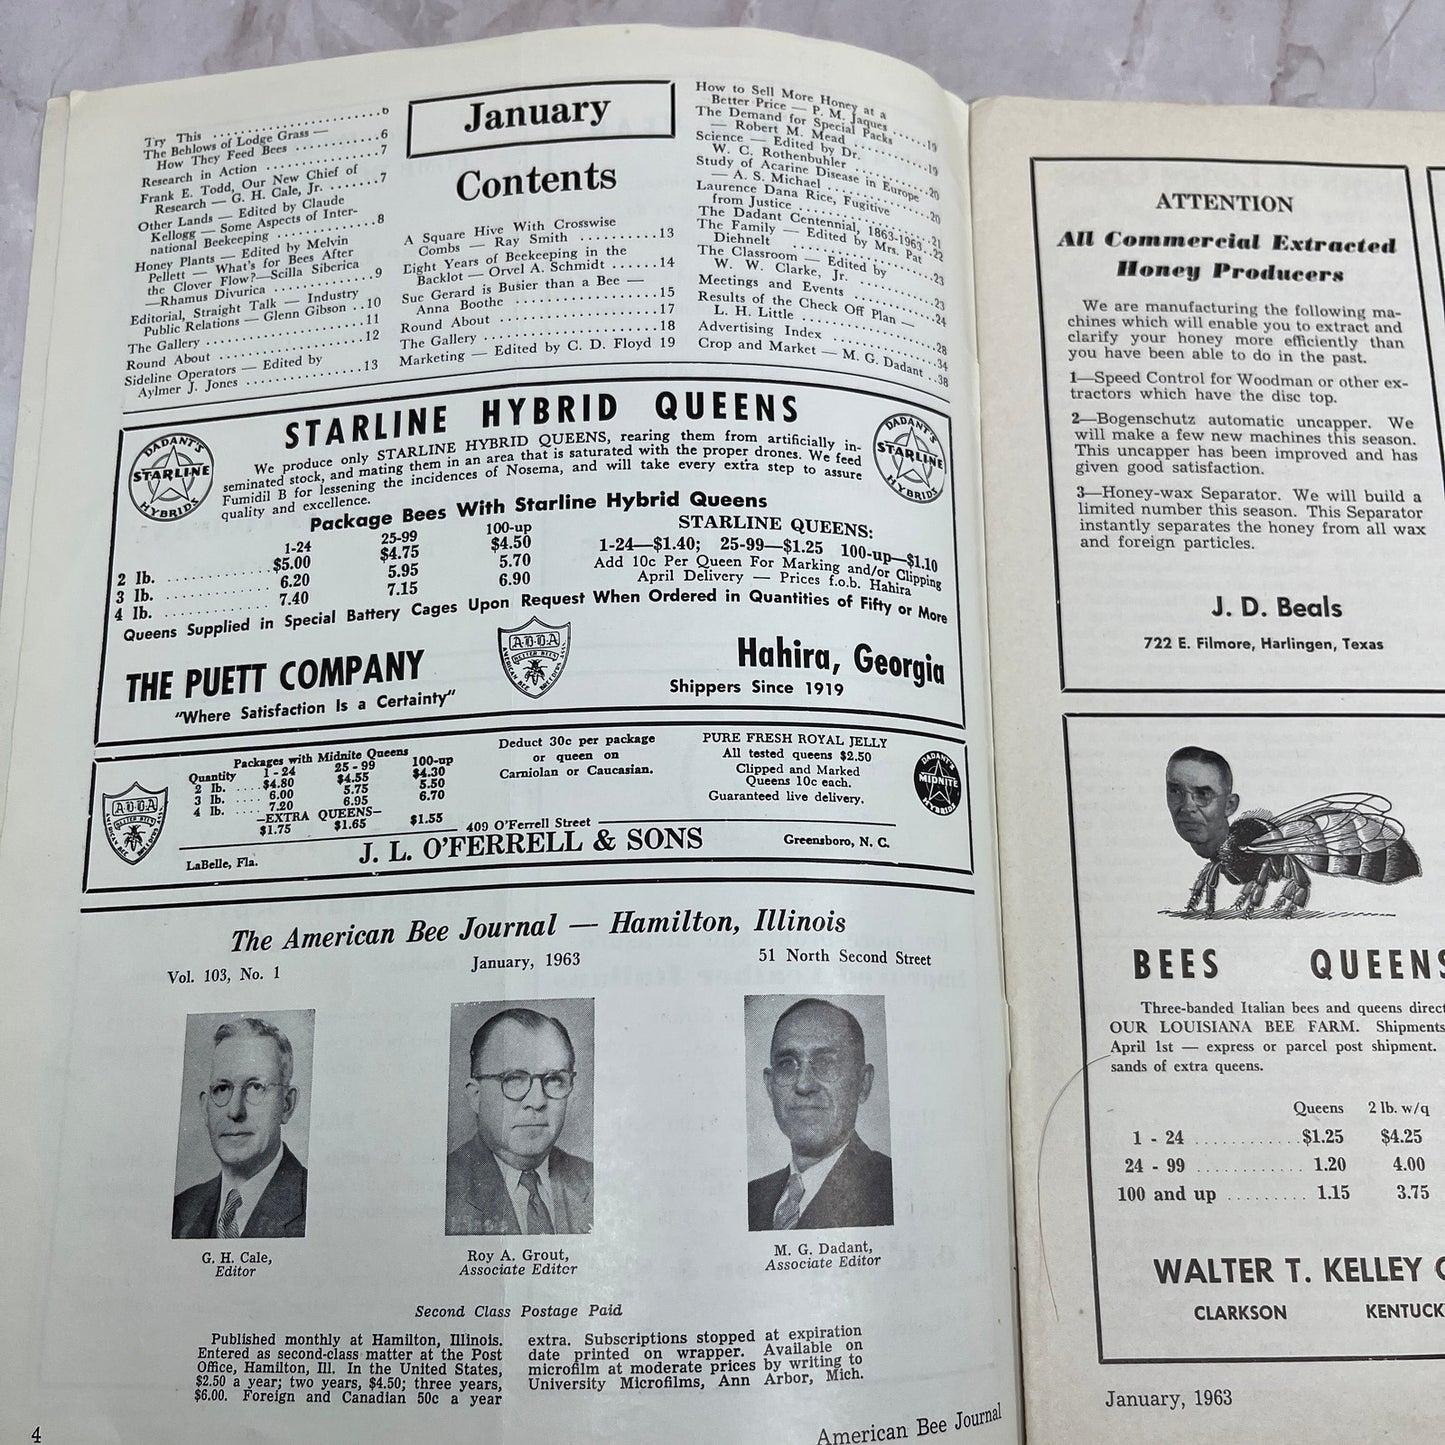 Try This 6
The Behlows of Lodge Grass —
How They Feed Bees 6
Research in Action 7
Frank E. Todd, Our New Chief of
Research — G. H. Cale, Jr. 7
Other Lands — Edited by Claude
Kellogg — Some Aspects of Inter-
national Beekeeping 8
Honey Plants — Edited by Melvin
Pellett — What's for Bees After
the Clover Flow?—Scilla Siberica
—Rhamus Divurica 9
Editorial, Straight Talk — Industry
Public Relations — Glenn Gibson 10
The Gallery 11
Round About 12
Sideline Operators — Edited by
Aylmer J. Jones 13
January
Contents
A Square Hive With Crosswise
Combs — Ray Smith 13
Eight Years of Beekeeping in the
Backlot — Orvel A. Schmidt 14
Sue Gerard is Busier than a Bee —
Anna Boothe 15
Round About 17
The Gallery 18
Marketing — Edited by C. D. Floyd 19
How to Sell More Honey at a
Better Price — P. M. Jaques 19
The Demand for Special Packs
— Robert M. Mead 19
Science — Edited by Dr.
W. C. Rothenbuhler 20
Study of Acarine Disease in Europe
— A. S. Michael 20
Laurence Dana Rice, Fugitive
from Justice 21
The Dadant Centennial, 1863-1963 22
The Family — Edited by Mrs. Pat
Diehnelt 23
The Classroom — Edited by
W. W. Clarke, Jr. 23
Meetings and Events 24
Results of the Check Off Plan —
L. H. Little 28
Advertising Index 34
Crop and Market — M. G. Dadant 38
STARLINE HYBRID QUEENS
DADANT'S
STARLINE
HYBRIDS
We produce only STARLINE HYBRID QUEENS, rearing them from artificially in-
seminated stock, and mating them in an area that is saturated with the proper drones. We feed
Fumidil B for lessening the incidences of Nosema, and will take every extra step to assure
quality and excellence.
DADANT'S
STARLINE
HYBRIDS
Package Bees With Starline Hybrid Queens
1-24 25-99 100-up
2 lb. $5.00 $4.75 $4.50
3 lb. 6.20 5.95 5.70
4 lb. 7.40 7.15 6.90
STARLINE QUEENS:
1-24—$1.40; 25-99—$1.25 100-up—$1.10
Add 10c Per Queen For Marking and/or Clipping
April Delivery — Prices f.o.b. Hahira
Queens Supplied in Special Battery Cages Upon Request When Ordered in Quantities of Fifty or More
THE PUETT COMPANY
"Where Satisfaction Is a Certainty"
A·B·B·A
BETTER BEES
AMERICAN BEE BREEDERS ASS.
Hahira, Georgia
Shippers Since 1919
Packages with Midnite Queens
Quantity 1 - 24 25 - 99 100-up
2 lb. $4.80 $4.55 $4.30
3 lb. 6.00 5.75 5.50
4 lb. 7.20 6.95 6.70
—EXTRA QUEENS—
$1.75 $1.65 $1.55
Deduct 30c per package
or queen on
Carniolan or Caucasian.
PURE FRESH ROYAL JELLY
All tested queens $2.50
Clipped and Marked
Queens 10c each.
Guaranteed live delivery.
DADANT'S
MIDNITE
HYBRIDS
A·B·B·A
409 O'Ferrell Street
LaBelle, Fla.
J. L. O'FERRELL & SONS
Greensboro, N. C.
The American Bee Journal — Hamilton, Illinois
Vol. 103, No. 1
January, 1963
51 North Second Street
G. H. Cale,
Editor
Roy A. Grout,
Associate Editor
M. G. Dadant,
Associate Editor
Second Class Postage Paid
Published monthly at Hamilton, Illinois.
Entered as second-class matter at the Post
Office, Hamilton, Ill. In the United States,
$2.50 a year; two years, $4.50; three years,
$6.00. Foreign and Canadian 50c a year
extra. Subscriptions stopped at expiration
date printed on wrapper. Available on
microfilm at moderate prices by writing to
University Microfilms, Ann Arbor, Mich.
4
American Bee Journal
ATTENTION
All Commercial Extracted
Honey Producers
We are manufacturing the following ma-
chines which will enable you to extract and
clarify your honey more efficiently than
you have been able to do in the past.
1—Speed Control for Woodman or other ex-
tractors which have the disc top.
2—Bogenschutz automatic uncapper. We
will make a few new machines this season.
This uncapper has been improved and has
given good satisfaction.
3—Honey-wax Separator. We will build a
limited number this season. This Separator
instantly separates the honey from all wax
and foreign particles.
J. D. Beals
722 E. Filmore, Harlingen, Texas
BEES QUEENS
Three-banded Italian bees and queens direct
OUR LOUISIANA BEE FARM. Shipments
April 1st — express or parcel post shipment.
sands of extra queens.
Queens 2 lb. w/q
1 - 24 $1.25 $4.25
24 - 99 1.20 4.00
100 and up 1.15 3.75
WALTER T. KELLEY C
CLARKSON KENTUCK
January, 1963